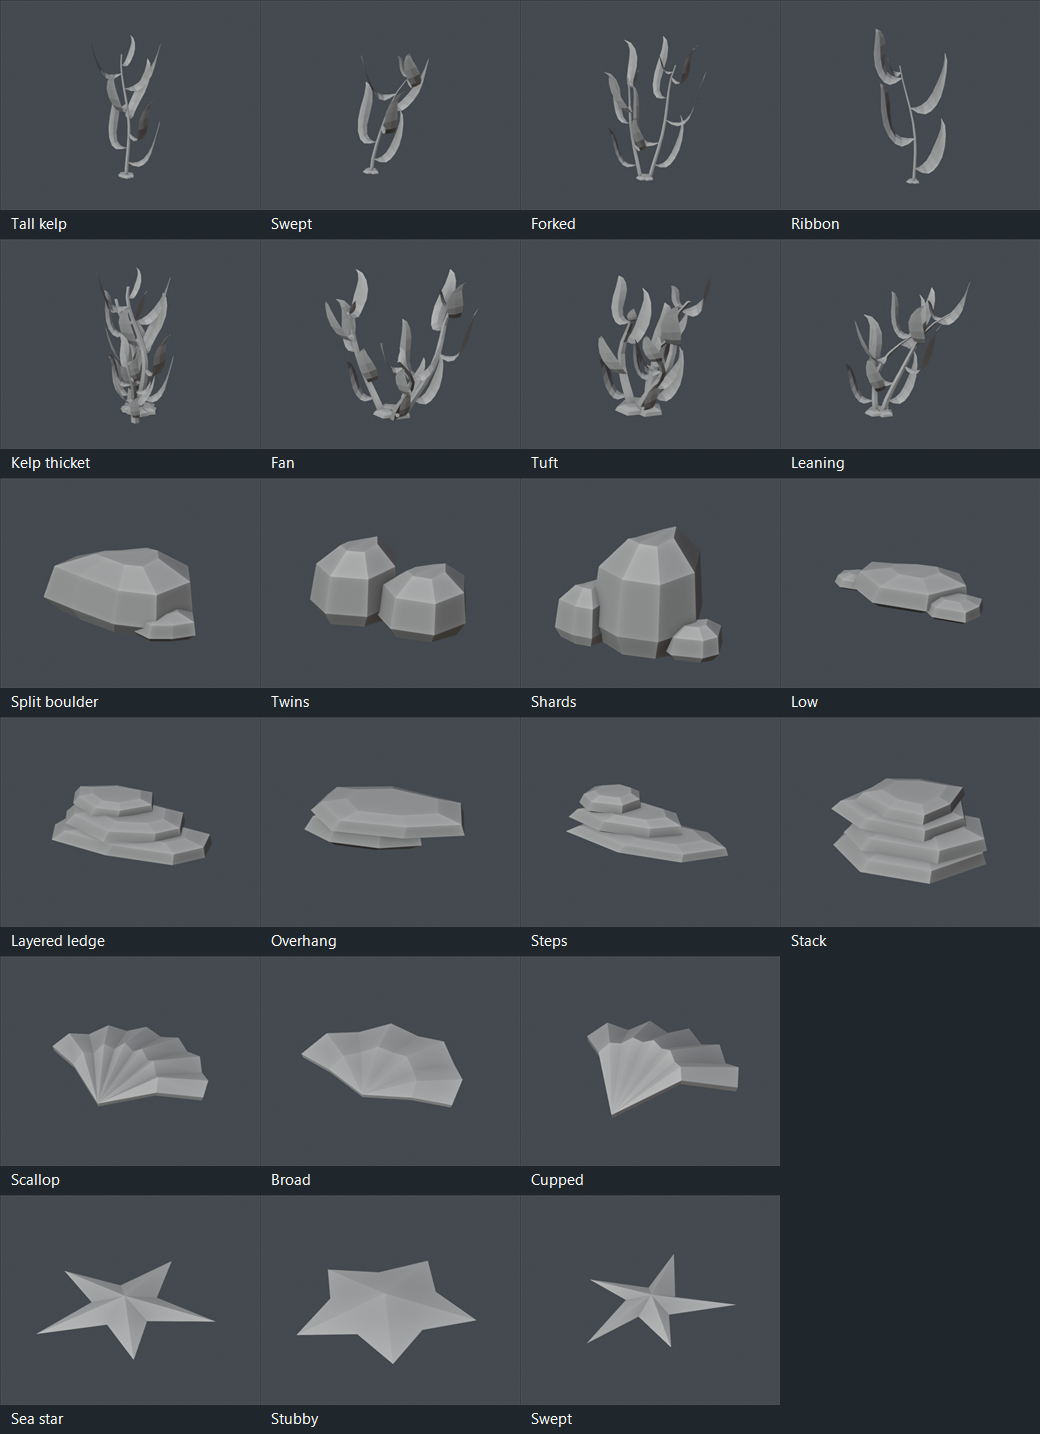 Tall kelp
Swept
Forked
Ribbon
Kelp thicket
Fan
Tuft
Leaning
Split boulder
Twins
Shards
Low
Layered ledge
Overhang
Steps
Stack
Scallop
Broad
Cupped
Sea star
Stubby
Swept